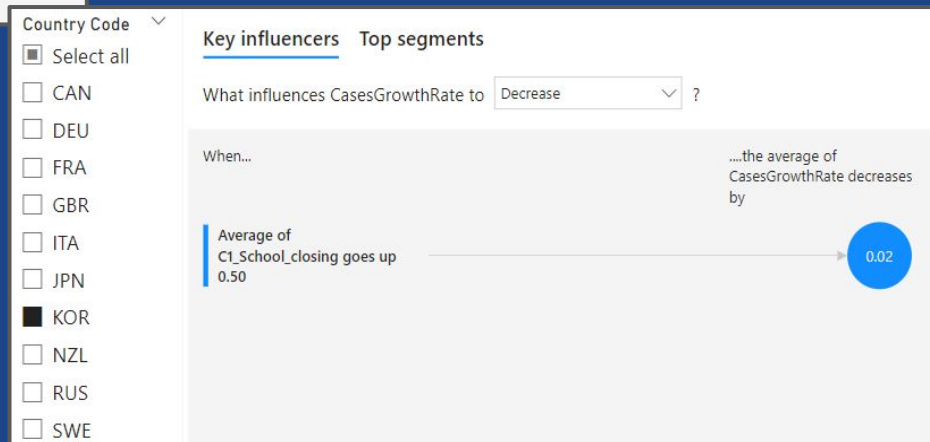 Country Code
Select all
CAN
DEU
FRA
GBR
ITA
JPN
KOR
NZL
RUS
SWE
Key influencers Top segments
What influences CasesGrowthRate to Decrease ?
When...
....the average of
CasesGrowthRate decreases
by
Average of
C1_School_closing goes up
0.50
0.02